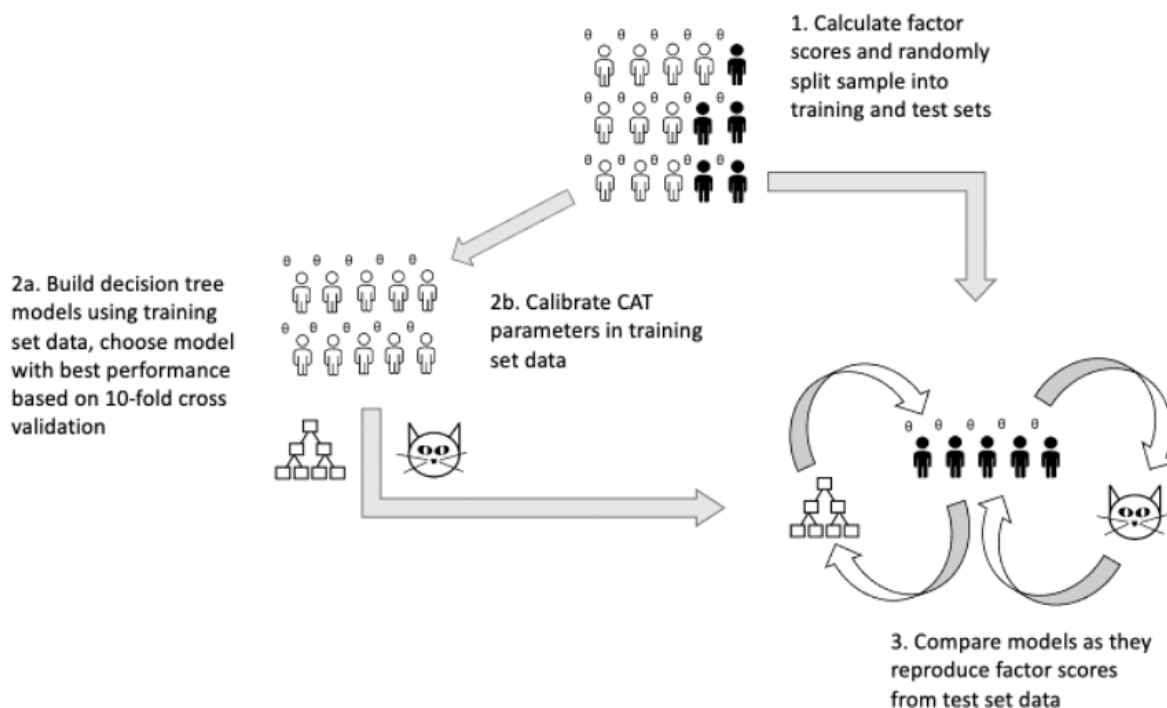 θ θ θ θ θ
θ θ θ θ θ
θ θ θ θ θ
1. Calculate factor
scores and randomly
split sample into
training and test sets
2a. Build decision tree
models using training
set data, choose model
with best performance
based on 10-fold cross
validation
θ θ θ θ θ
θ θ θ θ θ
2b. Calibrate CAT
parameters in training
set data
θ θ θ θ θ
3. Compare models as they
reproduce factor scores
from test set data